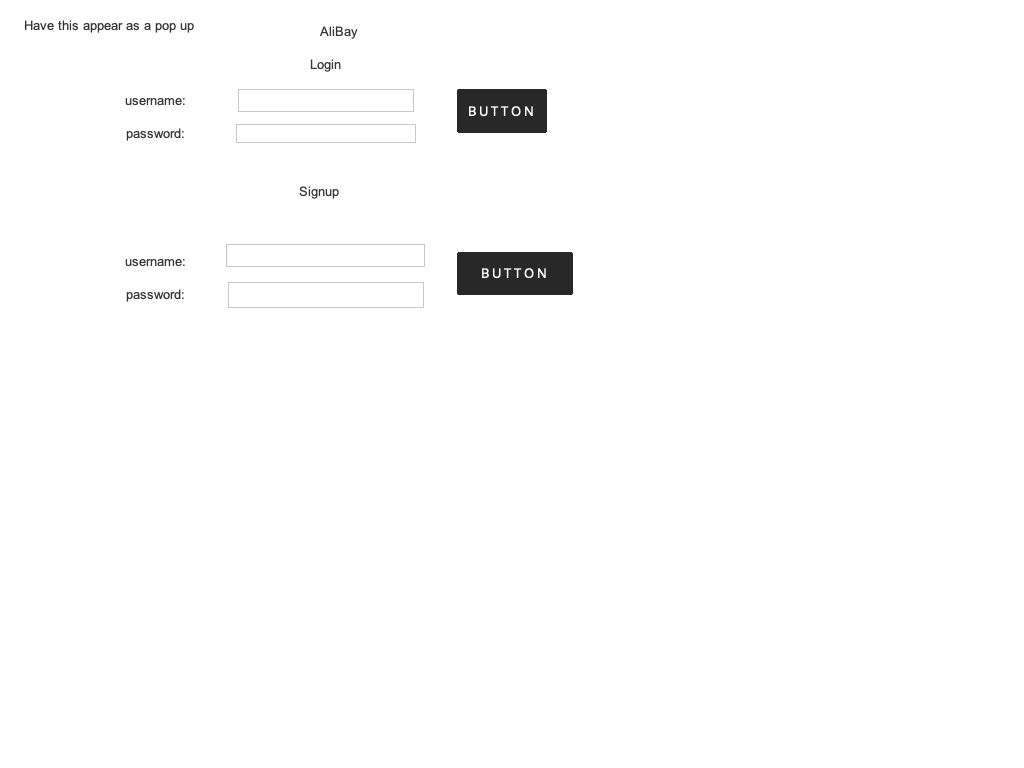 Have this appear as a pop up
AliBay
Login
username:
BUTTON
password:
Signup
username:
BUTTON
password: